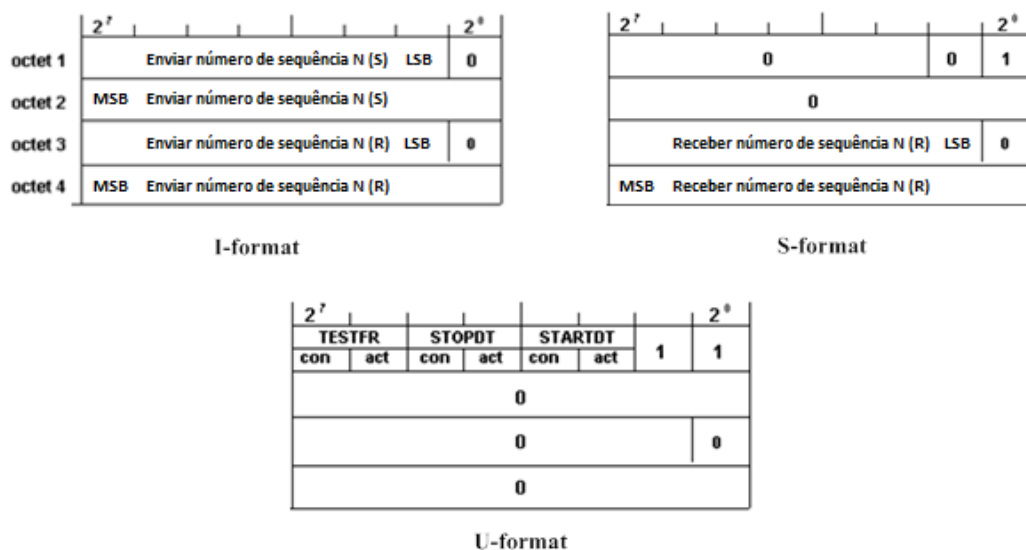 2⁷ 2⁰
octet 1 Enviar número de sequência N (S) LSB 0
octet 2 MSB Enviar número de sequência N (S)
octet 3 Enviar número de sequência N (R) LSB 0
octet 4 MSB Enviar número de sequência N (R)
I-format
2⁷ 2⁰
0 0 1
0
Receber número de sequência N (R) LSB 0
MSB Receber número de sequência N (R)
S-format
2⁷ 2⁰
TESTFR STOPDT STARTDT 1 1
con act con act con act
0
0 0
0
U-format